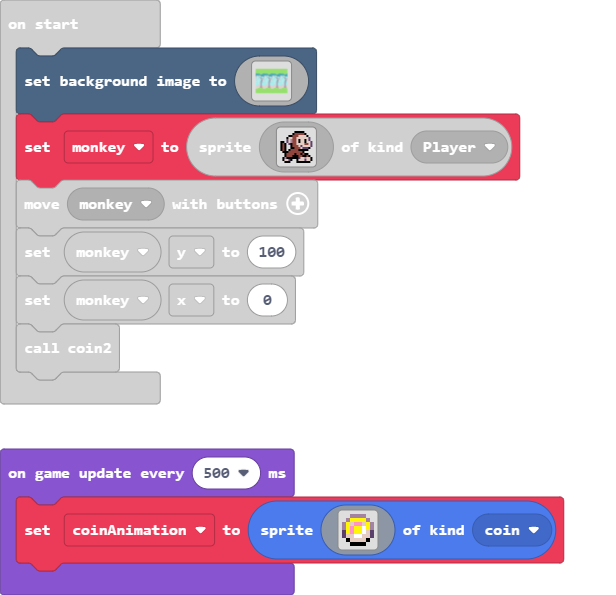 on start
set background image to
set monkey to sprite of kind Player
move monkey with buttons
set monkey y to 100
set monkey x to 0
call coin2
on game update every 500 ms
set coinAnimation to sprite of kind coin